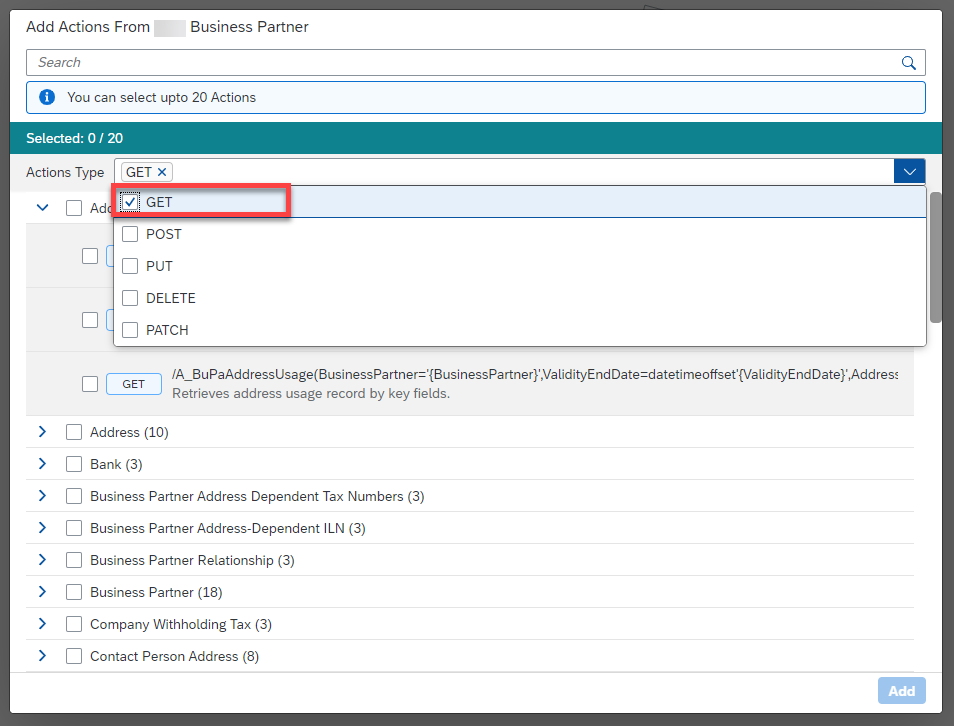 Add Actions From Business Partner
Search
You can select upto 20 Actions
Selected: 0 / 20
Actions Type
GET
GET
POST
PUT
DELETE
PATCH
GET
/A_BuPaAddressUsage(BusinessPartner='{BusinessPartner}',ValidityEndDate=datetimeoffset'{ValidityEndDate}',Address
Retrieves address usage record by key fields.
Address (10)
Bank (3)
Business Partner Address Dependent Tax Numbers (3)
Business Partner Address-Dependent ILN (3)
Business Partner Relationship (3)
Business Partner (18)
Company Withholding Tax (3)
Contact Person Address (8)
Add